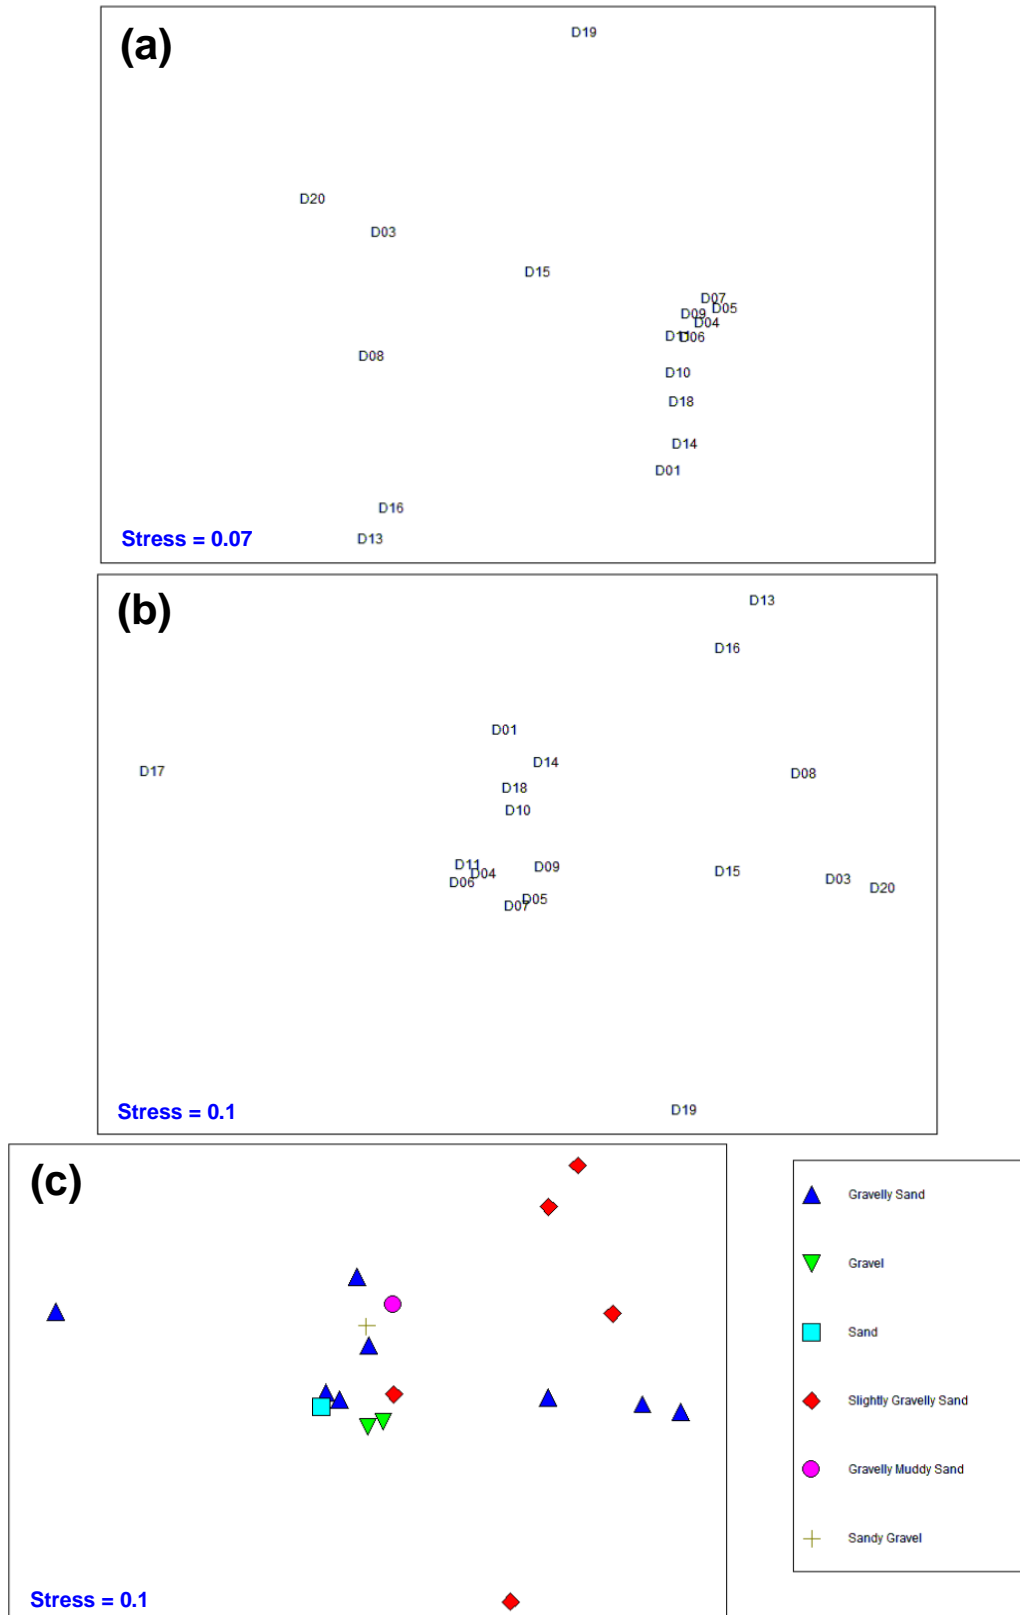 (a)
D19
D20
D03
D15
D07
D05
D09
D04
D11
D06
D08
D10
D18
D14
D01
D16
D13
Stress = 0.07
(b)
D13
D16
D01
D14
D17
D08
D18
D10
D11
D09
D04
D15
D06
D03
D20
D05
D07
D19
Stress = 0.1
(c)
Gravelly Sand
Gravel
Sand
Slightly Gravelly Sand
Gravelly Muddy Sand
Sandy Gravel
Stress = 0.1